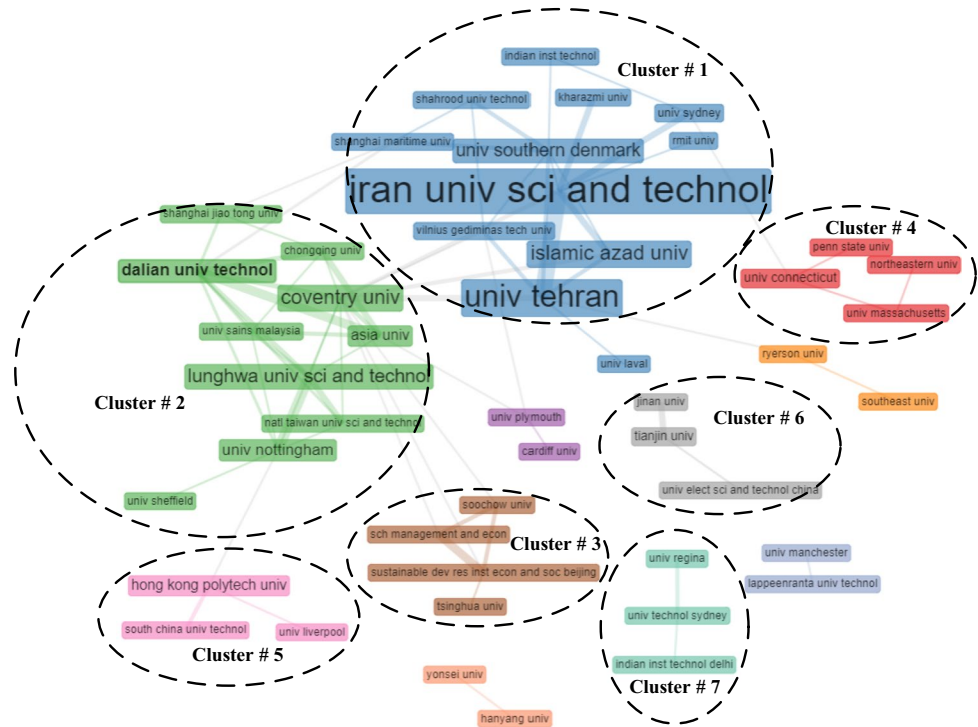 indian inst technol
Cluster # 1
shahrood univ technol
kharazmi univ
univ sydney
shanghai maritime univ
univ southern denmark
rmit univ
iran univ sci and technol
vilnius gediminas tech univ
islamic azad univ
univ tehran
univ laval
shanghai jiao tong univ
chongqing univ
dalian univ technol
coventry univ
univ sains malaysia
asia univ
lunghwa univ sci and technol
Cluster # 2
natl taiwan univ sci and technol
univ nottingham
univ sheffield
Cluster # 4
penn state univ
northeastern univ
univ connecticut
univ massachusetts
ryerson univ
southeast univ
univ plymouth
cardiff univ
jinan univ
Cluster # 6
tianjin univ
univ elect sci and technol china
soochow univ
sch management and econ
Cluster # 3
sustainable dev res inst econ and soc beijing
tsinghua univ
hong kong polytech univ
south china univ technol
univ liverpool
Cluster # 5
univ regina
univ technol sydney
indian inst technol delhi
Cluster # 7
univ manchester
lappeenranta univ technol
yonsei univ
hanyang univ